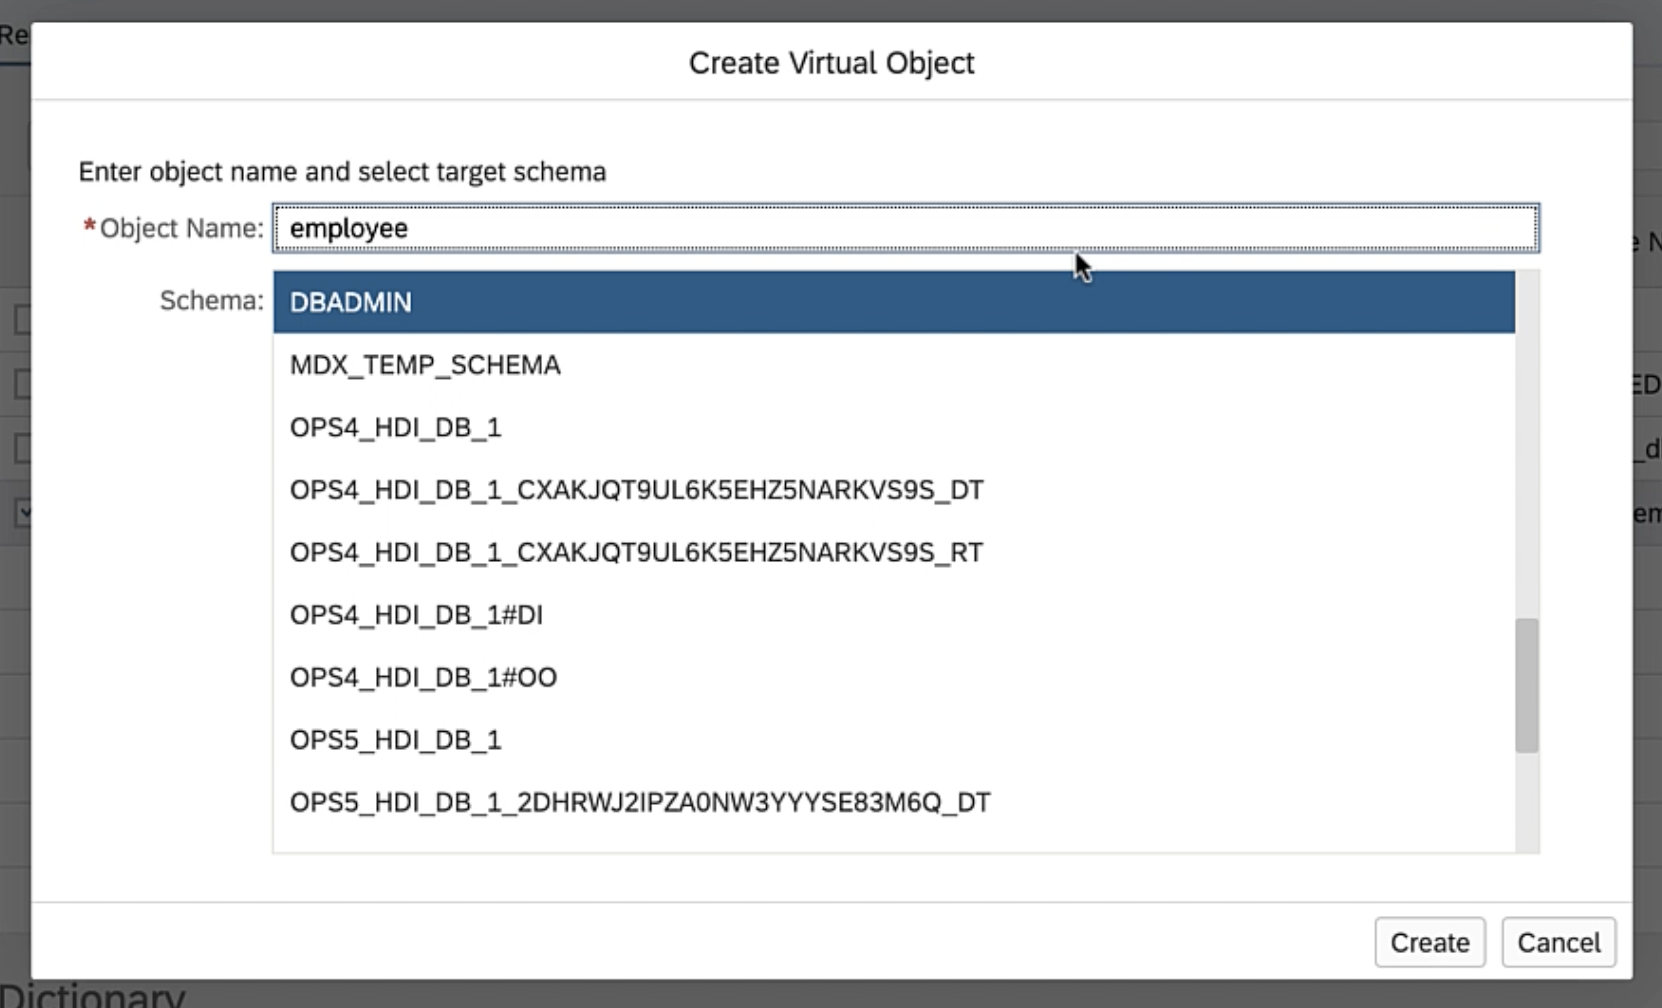 Re
Create Virtual Object
Enter object name and select target schema
*Object Name: employee
Schema: DBADMIN
MDX_TEMP_SCHEMA
OPS4_HDI_DB_1
OPS4_HDI_DB_1_CXAKJQT9UL6K5EHZ5NARKVS9S_DT
OPS4_HDI_DB_1_CXAKJQT9UL6K5EHZ5NARKVS9S_RT
OPS4_HDI_DB_1#DI
OPS4_HDI_DB_1#OO
OPS5_HDI_DB_1
OPS5_HDI_DB_1_2DHRWJ2IPZA0NW3YYYSE83M6Q_DT
e N
ED
_d
em
Create Cancel
Dictionary